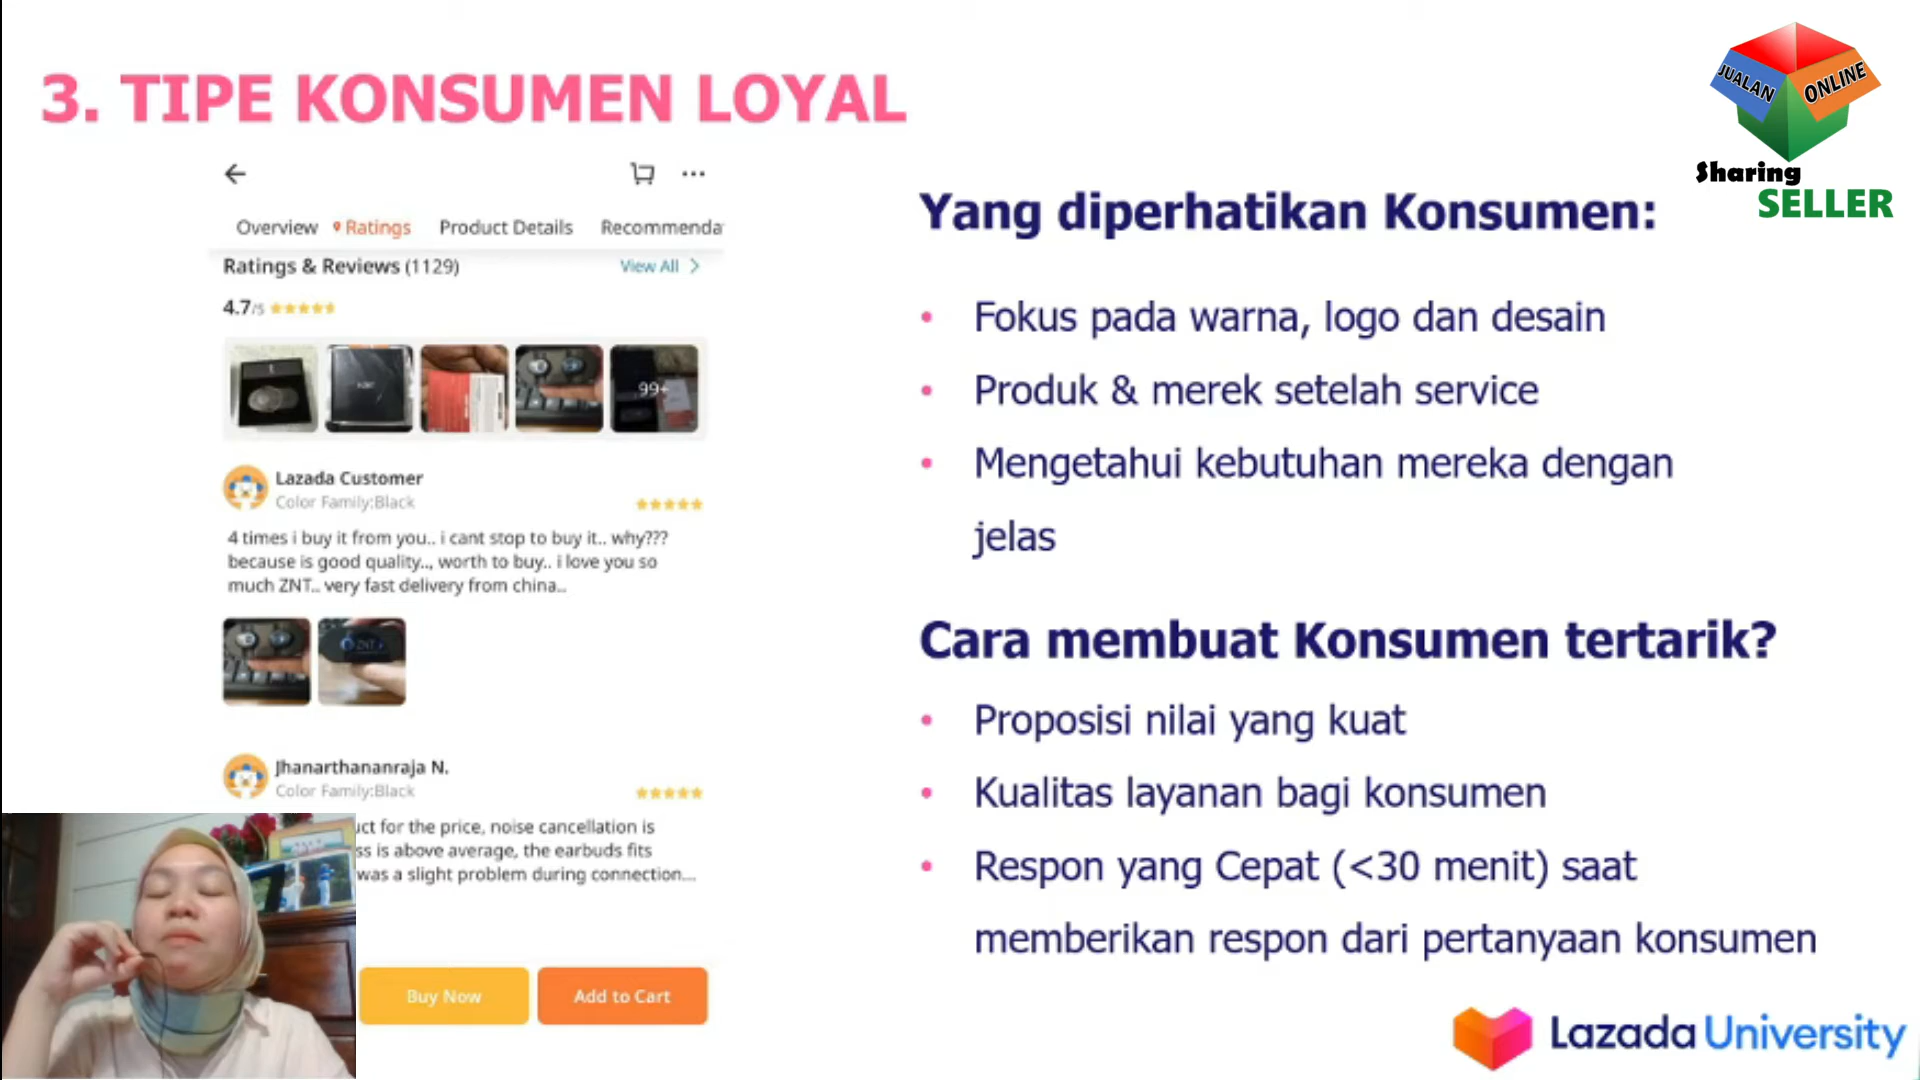 3. TIPE KONSUMEN LOYAL
JUALAN ONLINE
Sharing
SELLER
Overview Ratings Product Details Recommenda
Ratings & Reviews (1129) View All
4.7/5
99+
Lazada Customer
Color Family:Black
4 times i buy it from you.. i cant stop to buy it.. why???
because is good quality.., worth to buy.. i love you so
much ZNT.. very fast delivery from china..
ZNT
Jhanarthananraja N.
Color Family:Black
uct for the price, noise cancellation is
ss is above average, the earbuds fits
was a slight problem during connection...
Buy Now Add to Cart
Yang diperhatikan Konsumen:
• Fokus pada warna, logo dan desain
• Produk & merek setelah service
• Mengetahui kebutuhan mereka dengan
jelas
Cara membuat Konsumen tertarik?
• Proposisi nilai yang kuat
• Kualitas layanan bagi konsumen
• Respon yang Cepat (<30 menit) saat
memberikan respon dari pertanyaan konsumen
Lazada University